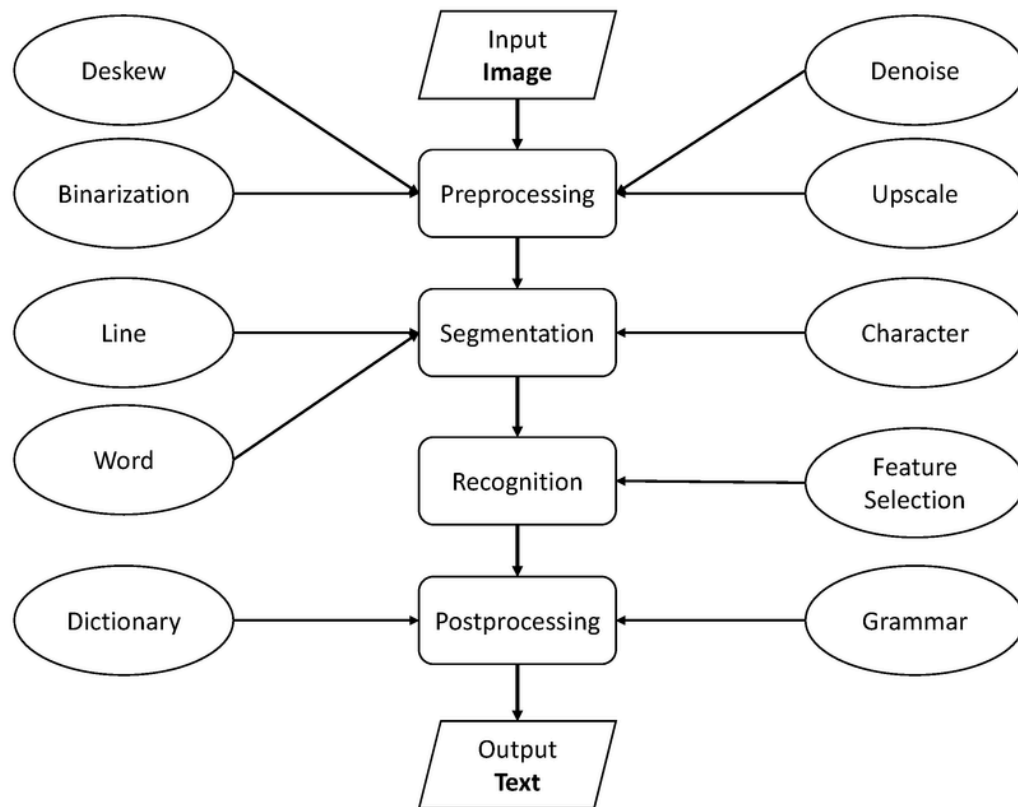 Input
Image
Deskew
Denoise
Binarization
Preprocessing
Upscale
Line
Segmentation
Character
Word
Recognition
Feature
Selection
Dictionary
Postprocessing
Grammar
Output
Text